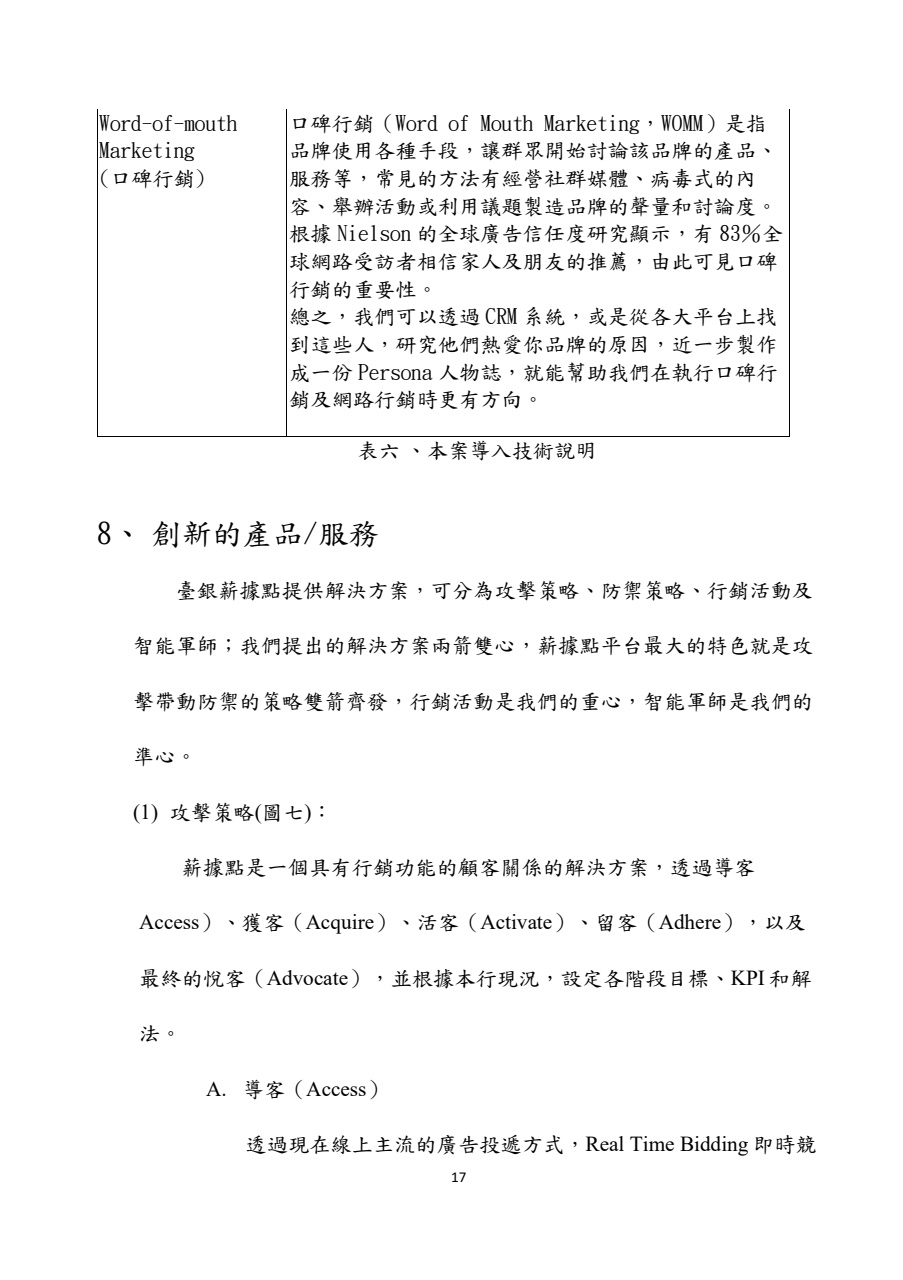 Word-of-mouth
Marketing
(口碑行銷)
口碑行銷（Word of Mouth Marketing，WOMM）是指
品牌使用各種手段，讓群眾開始討論該品牌的產品、
服務等，常見的方法有經營社群媒體、病毒式的內
容、舉辦活動或利用議題製造品牌的聲量和討論度。
根據 Nielson 的全球廣告信任度研究顯示，有 83％全
球網路受訪者相信家人及朋友的推薦，由此可見口碑
行銷的重要性。
總之，我們可以透過 CRM 系統，或是從各大平台上找
到這些人，研究他們熱愛你品牌的原因，近一步製作
成一份 Persona 人物誌，就能幫助我們在執行口碑行
銷及網路行銷時更有方向。
表六 、本案導入技術說明
8、 創新的產品/服務
臺銀薪據點提供解決方案，可分為攻擊策略、防禦策略、行銷活動及
智能軍師；我們提出的解決方案兩箭雙心，薪據點平台最大的特色就是攻
擊帶動防禦的策略雙箭齊發，行銷活動是我們的重心，智能軍師是我們的
準心。
(1) 攻擊策略(圖七)：
薪據點是一個具有行銷功能的顧客關係的解決方案，透過導客
Access）、獲客（Acquire）、活客（Activate）、留客（Adhere），以及
最終的悅客（Advocate），並根據本行現況，設定各階段目標、KPI 和解
法。
A. 導客（Access）
透過現在線上主流的廣告投遞方式，Real Time Bidding 即時競
17